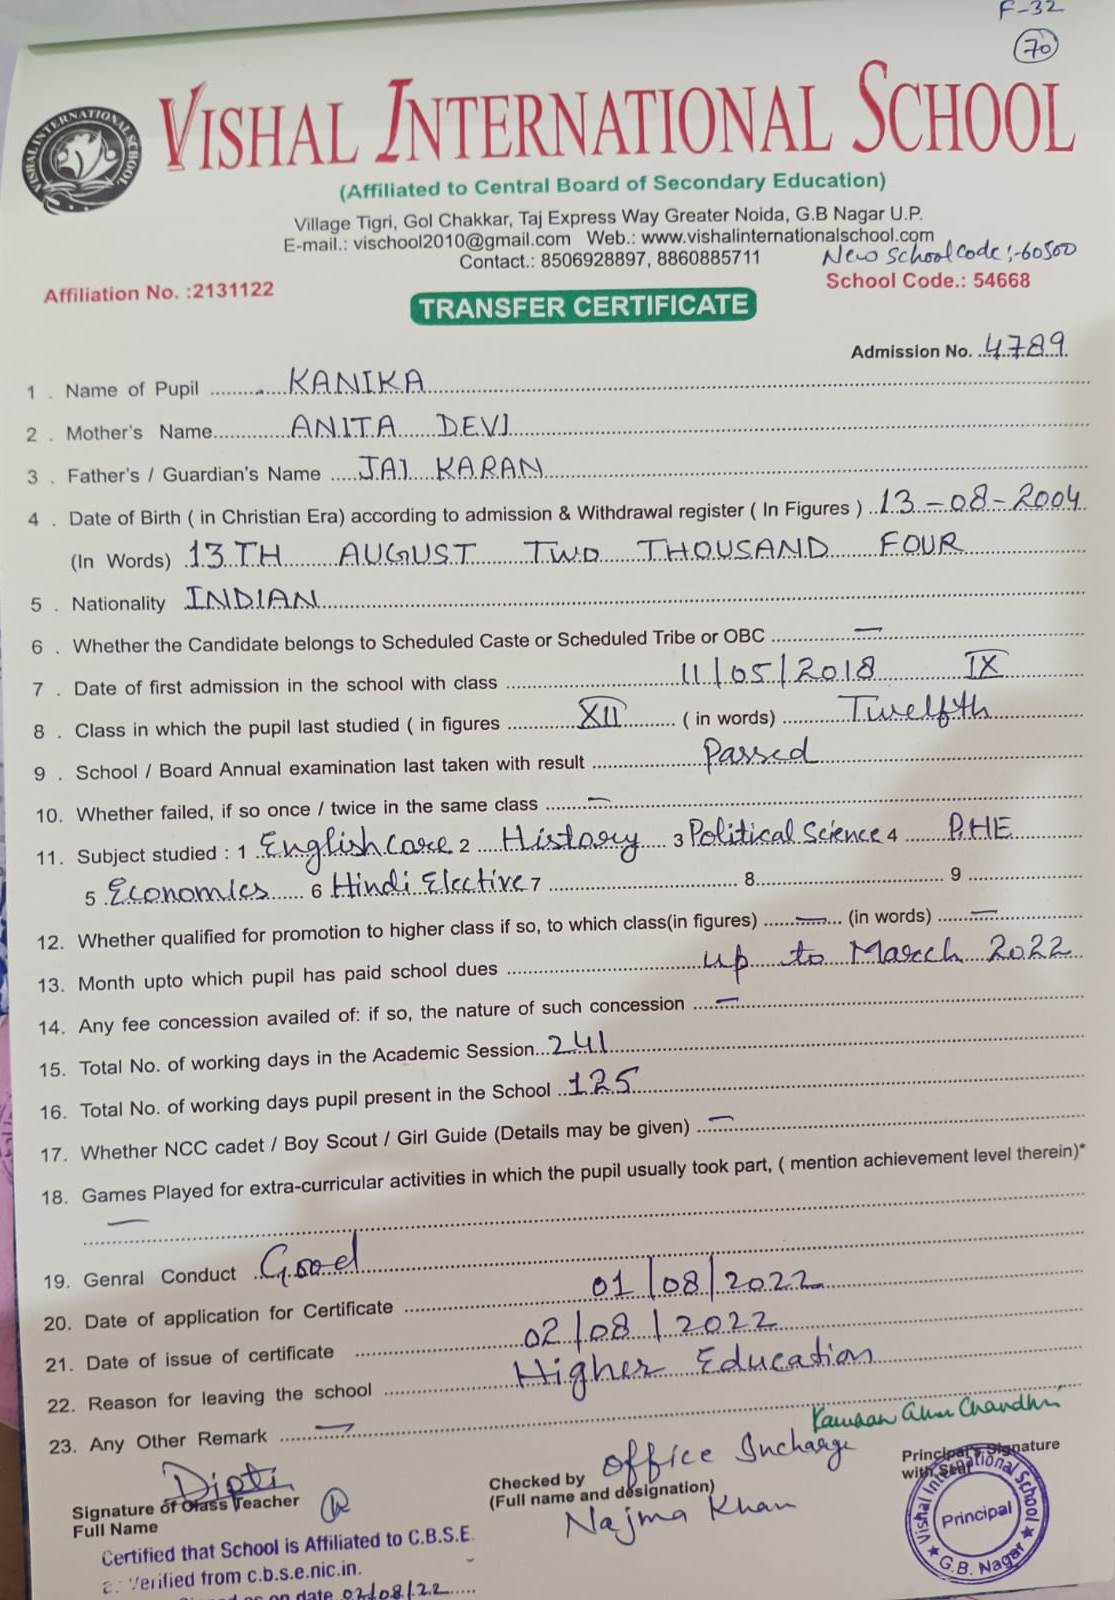 F-32
70
VISHAL INTERNATIONAL SCHOOL
VISHAL INTERNATIONAL SCHOOL
(Affiliated to Central Board of Secondary Education)
Village Tigri, Gol Chakkar, Taj Express Way Greater Noida, G.B Nagar U.P.
E-mail.: vischool2010@gmail.com Web.: www.vishalinternationalschool.com
Contact.: 8506928897, 8860885711 New School Code :-60500
Affiliation No. :2131122 School Code.: 54668
TRANSFER CERTIFICATE
Admission No. 4789
1 . Name of Pupil KANIKA
2 . Mother's Name ANITA DEVI
3 . Father's / Guardian's Name JAI KARAN
4 . Date of Birth ( in Christian Era) according to admission & Withdrawal register ( In Figures ) 13-08-2004
(In Words) 13TH AUGUST TWO THOUSAND FOUR
5 . Nationality INDIAN
6 . Whether the Candidate belongs to Scheduled Caste or Scheduled Tribe or OBC —
7 . Date of first admission in the school with class 11/05/2018 IX
8 . Class in which the pupil last studied ( in figures XII ( in words) Twelfth
9 . School / Board Annual examination last taken with result Passed
10. Whether failed, if so once / twice in the same class —
11. Subject studied : 1 English Core 2 History 3 Political Science 4 P.HE
5 Economics 6 Hindi Elective 7 8 9
12. Whether qualified for promotion to higher class if so, to which class(in figures) — (in words) —
13. Month upto which pupil has paid school dues up to March 2022
14. Any fee concession availed of: if so, the nature of such concession —
15. Total No. of working days in the Academic Session 241
16. Total No. of working days pupil present in the School 125
17. Whether NCC cadet / Boy Scout / Girl Guide (Details may be given) —
18. Games Played for extra-curricular activities in which the pupil usually took part, ( mention achievement level therein)*
—
19. Genral Conduct Good
20. Date of application for Certificate 01/08/2022
21. Date of issue of certificate 02/08/2022
22. Reason for leaving the school Higher Education
23. Any Other Remark —
Dipti
Signature of Class Teacher
Full Name
Checked by Office Incharge
(Full name and designation)
Najma Khan
Principal's Signature
with Seal
Vishal International School
Principal
G.B. Nagar
Certified that School is Affiliated to C.B.S.E.
Verified from c.b.s.e.nic.in.
on date 02/08/22